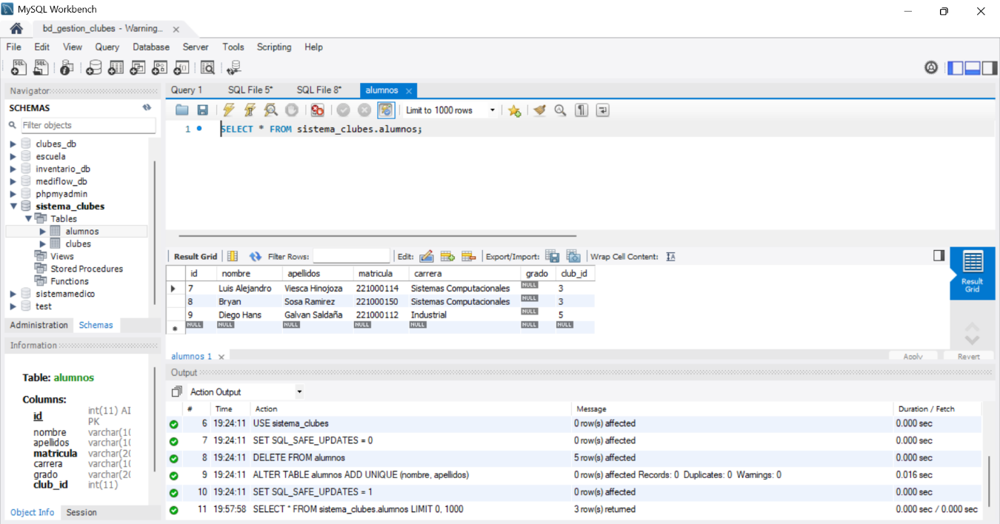 MySQL Workbench
bd_gestion_clubes - Warning...
File Edit View Query Database Server Tools Scripting Help
Navigator
SCHEMAS
Filter objects
clubes_db
escuela
inventario_db
mediflow_db
phpmyadmin
sistema_clubes
Tables
alumnos
clubes
Views
Stored Procedures
Functions
sistemamedico
test
Administration Schemas
Information
Table: alumnos
Columns:
id int(11) AI
PK
nombre varchar(10
apellidos varchar(10
matricula varchar(20
carrera varchar(10
grado varchar(20
club_id int(11)
Object Info Session
Query 1 SQL File 5* SQL File 8* alumnos
Limit to 1000 rows
1 SELECT * FROM sistema_clubes.alumnos;
Result Grid Filter Rows: Edit: Export/Import: Wrap Cell Content:
id nombre apellidos matricula carrera grado club_id
7 Luis Alejandro Viesca Hinojoza 221000114 Sistemas Computacionales NULL 3
8 Bryan Sosa Ramirez 221000150 Sistemas Computacionales NULL 3
9 Diego Hans Galvan Saldaña 221000112 Industrial NULL 5
NULL NULL NULL NULL NULL NULL NULL
Result
Grid
alumnos 1 Apply Revert
Output
Action Output
# Time Action Message Duration / Fetch
6 19:24:11 USE sistema_clubes 0 row(s) affected 0.000 sec
7 19:24:11 SET SQL_SAFE_UPDATES = 0 0 row(s) affected 0.000 sec
8 19:24:11 DELETE FROM alumnos 5 row(s) affected 0.000 sec
9 19:24:11 ALTER TABLE alumnos ADD UNIQUE (nombre, apellidos) 0 row(s) affected Records: 0 Duplicates: 0 Warnings: 0 0.016 sec
10 19:24:11 SET SQL_SAFE_UPDATES = 1 0 row(s) affected 0.000 sec
11 19:57:58 SELECT * FROM sistema_clubes.alumnos LIMIT 0, 1000 3 row(s) returned 0.000 sec / 0.000 sec